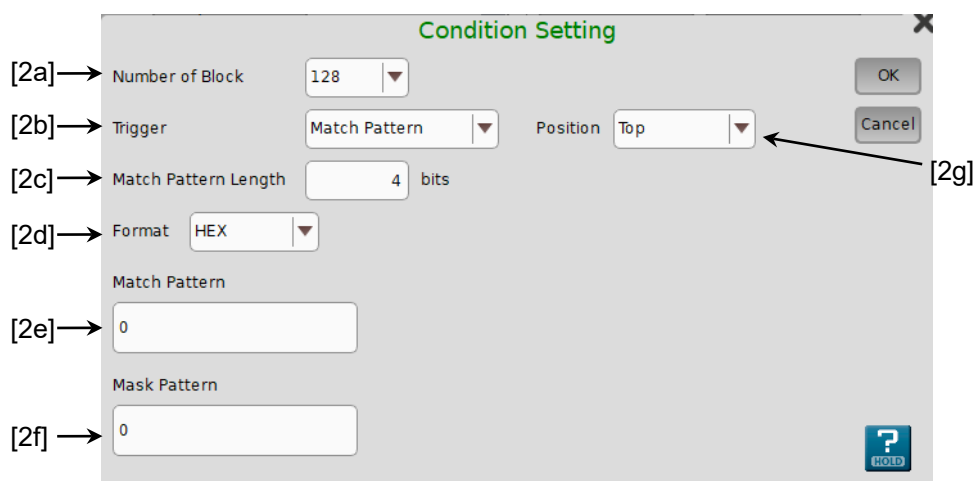 Condition Setting
[2a] Number of Block 128 OK
[2b] Trigger Match Pattern Position Top Cancel
[2c] Match Pattern Length 4 bits [2g]
[2d] Format HEX
Match Pattern
[2e] 0
Mask Pattern
[2f] 0
?
HOLD